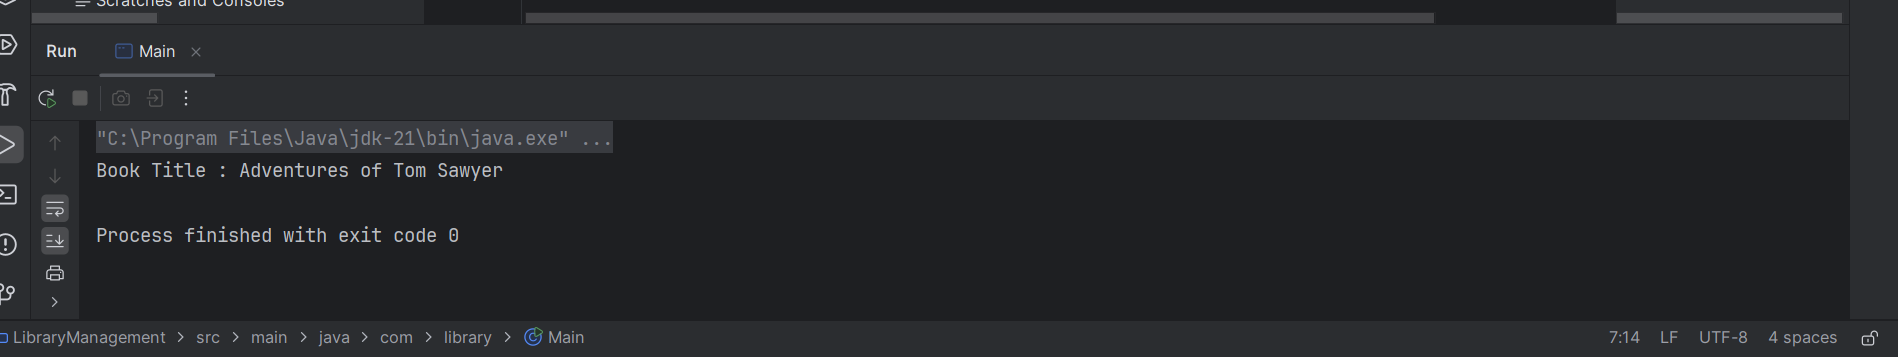 Scratches and Consoles
Run Main
"C:\Program Files\Java\jdk-21\bin\java.exe" ...
Book Title : Adventures of Tom Sawyer
Process finished with exit code 0
LibraryManagement > src > main > java > com > library > Main 7:14 LF UTF-8 4 spaces